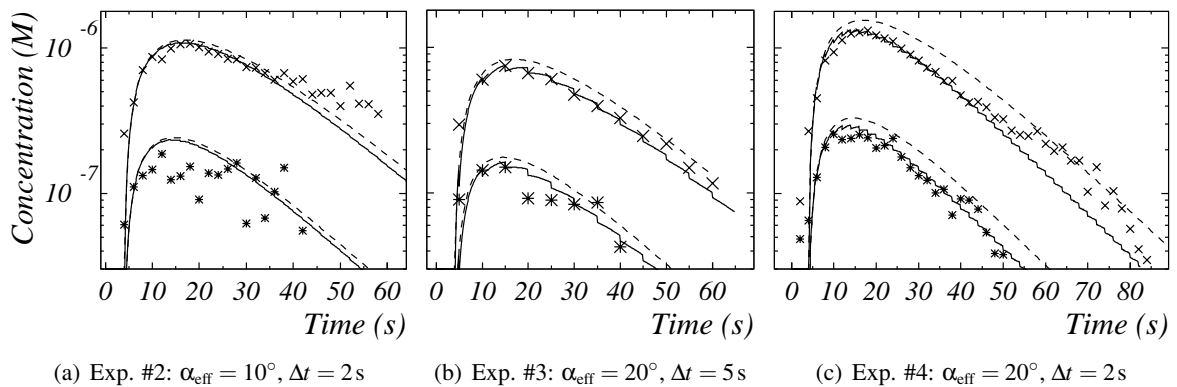 Concentration (M)
10^-6
10^-7
0 10 20 30 40 50 60
Time (s)
0 10 20 30 40 50 60
Time (s)
0 10 20 30 40 50 60 70 80
Time (s)
(a) Exp. #2: α_eff = 10°, Δt = 2 s
(b) Exp. #3: α_eff = 20°, Δt = 5 s
(c) Exp. #4: α_eff = 20°, Δt = 2 s